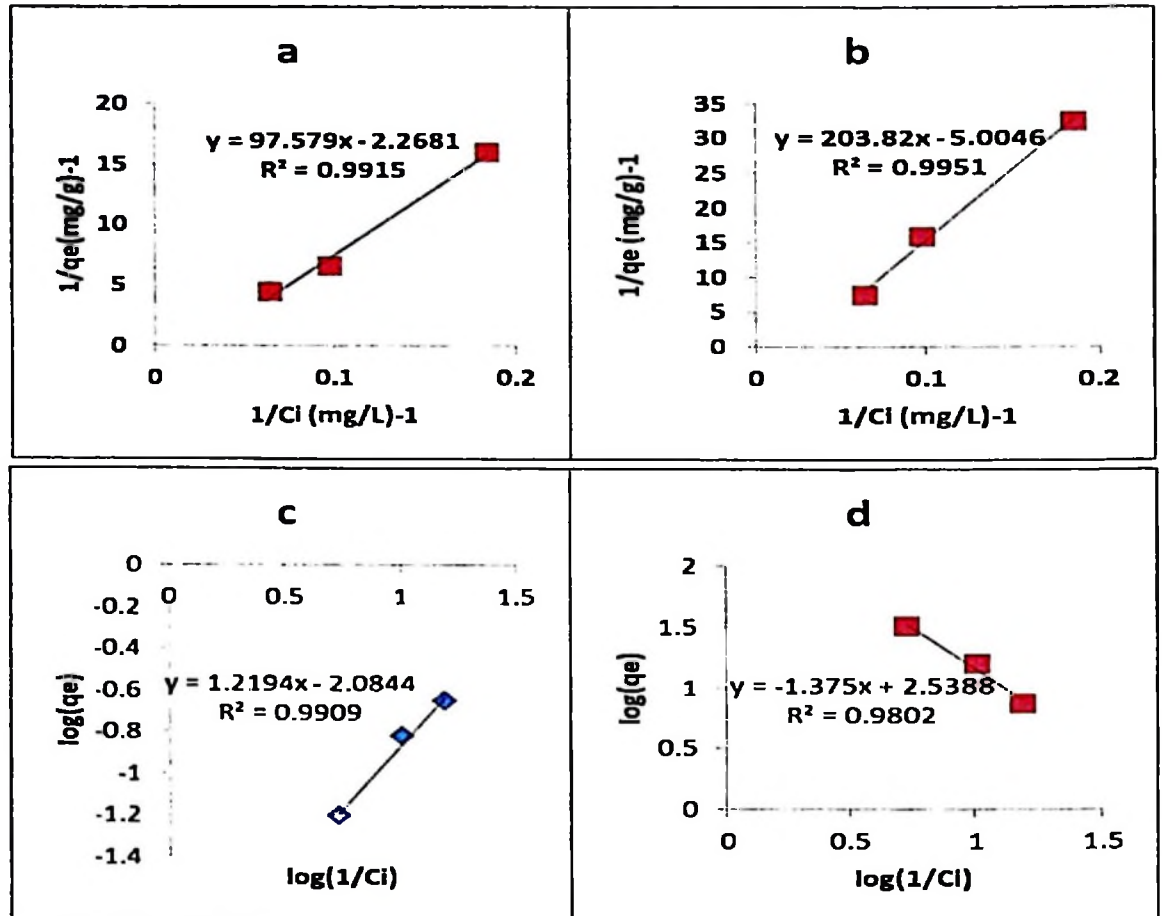 a
20
15
10
5
0
y = 97.579x - 2.2681
R² = 0.9915
1/qe(mg/g)-1
0 0.1 0.2
1/Ci (mg/L)-1
b
35
30
25
20
15
10
5
0
y = 203.82x - 5.0046
R² = 0.9951
1/qe (mg/g)-1
0 0.1 0.2
1/Ci (mg/L)-1
c
0
-0.2
-0.4
-0.6
-0.8
-1
-1.2
-1.4
0 0.5 1 1.5
y = 1.2194x - 2.0844
R² = 0.9909
log(qe)
log(1/Ci)
d
2
1.5
1
0.5
0
y = -1.375x + 2.5388
R² = 0.9802
log(qe)
0 0.5 1 1.5
log(1/Ci)